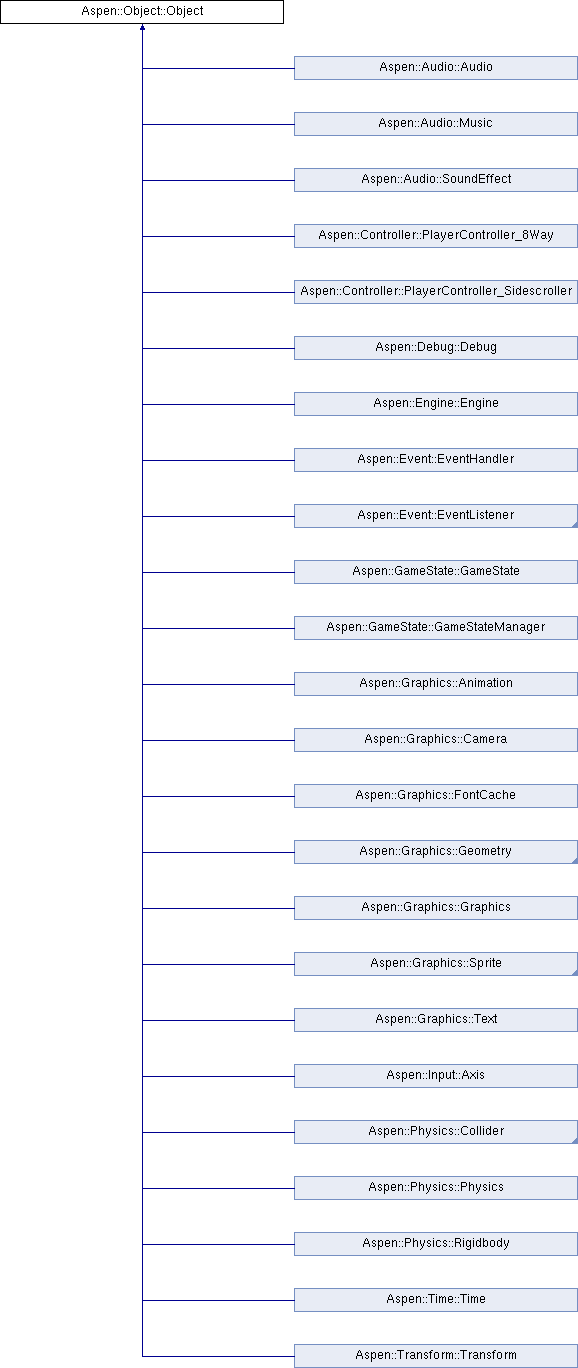 Aspen::Object::Object
Aspen::Audio::Audio
Aspen::Audio::Music
Aspen::Audio::SoundEffect
Aspen::Controller::PlayerController_8Way
Aspen::Controller::PlayerController_Sidescroller
Aspen::Debug::Debug
Aspen::Engine::Engine
Aspen::Event::EventHandler
Aspen::Event::EventListener
Aspen::GameState::GameState
Aspen::GameState::GameStateManager
Aspen::Graphics::Animation
Aspen::Graphics::Camera
Aspen::Graphics::FontCache
Aspen::Graphics::Geometry
Aspen::Graphics::Graphics
Aspen::Graphics::Sprite
Aspen::Graphics::Text
Aspen::Input::Axis
Aspen::Physics::Collider
Aspen::Physics::Physics
Aspen::Physics::Rigidbody
Aspen::Time::Time
Aspen::Transform::Transform